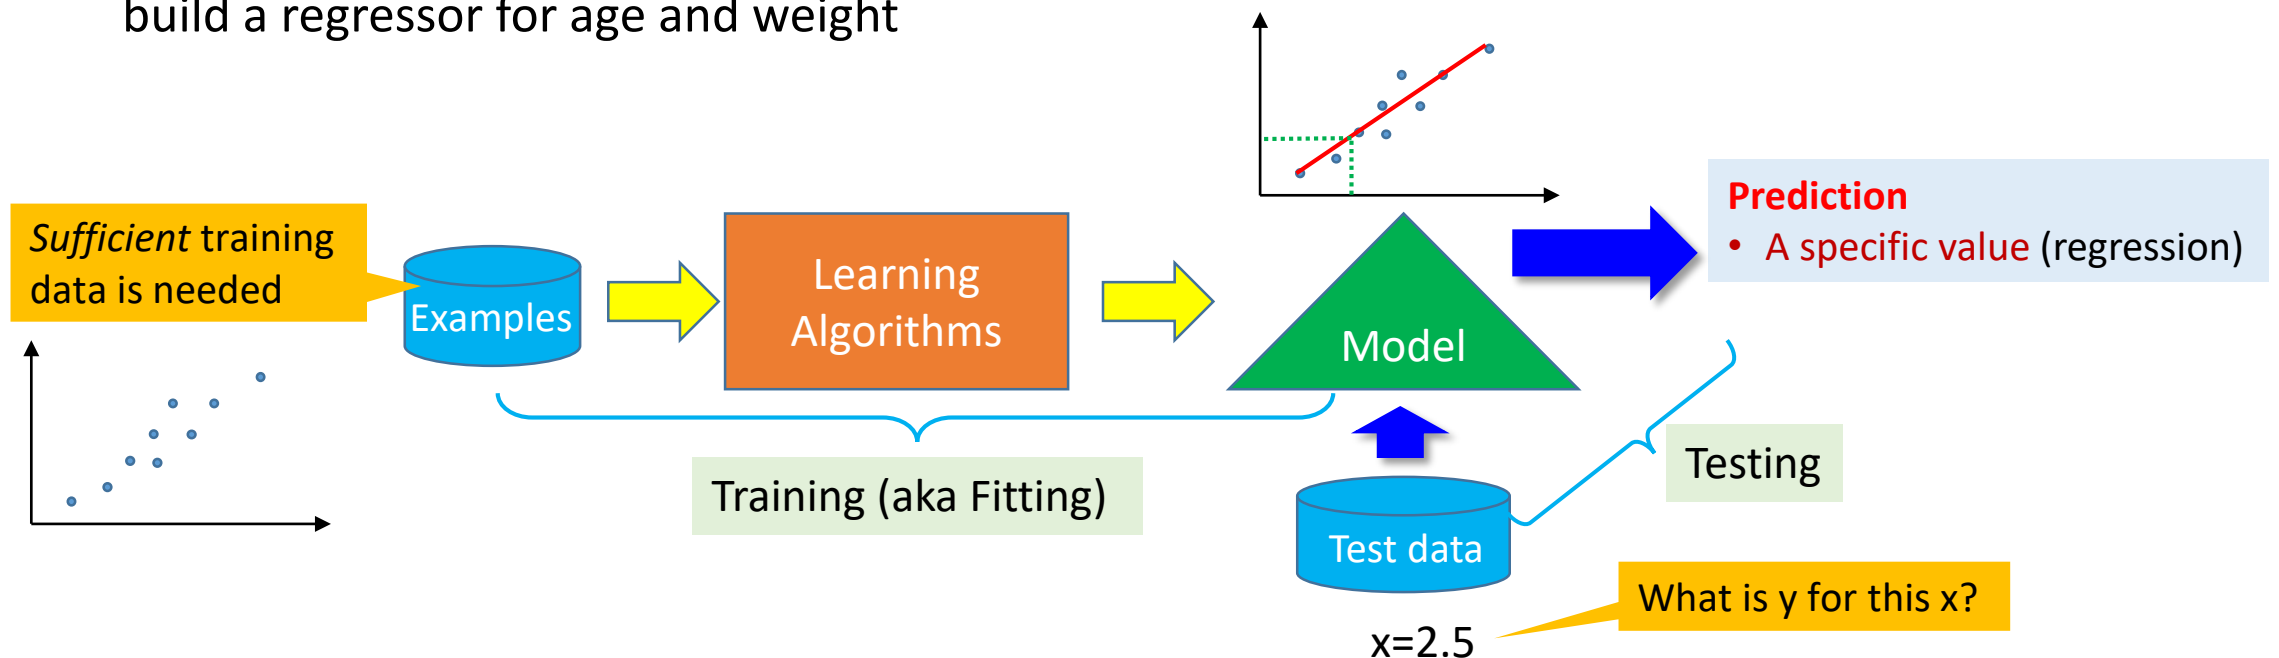 build a regressor for age and weight
Sufficient training
data is needed
Examples
Learning
Algorithms
Model
Prediction
• A specific value (regression)
Training (aka Fitting)
Testing
Test data
What is y for this x?
x=2.5